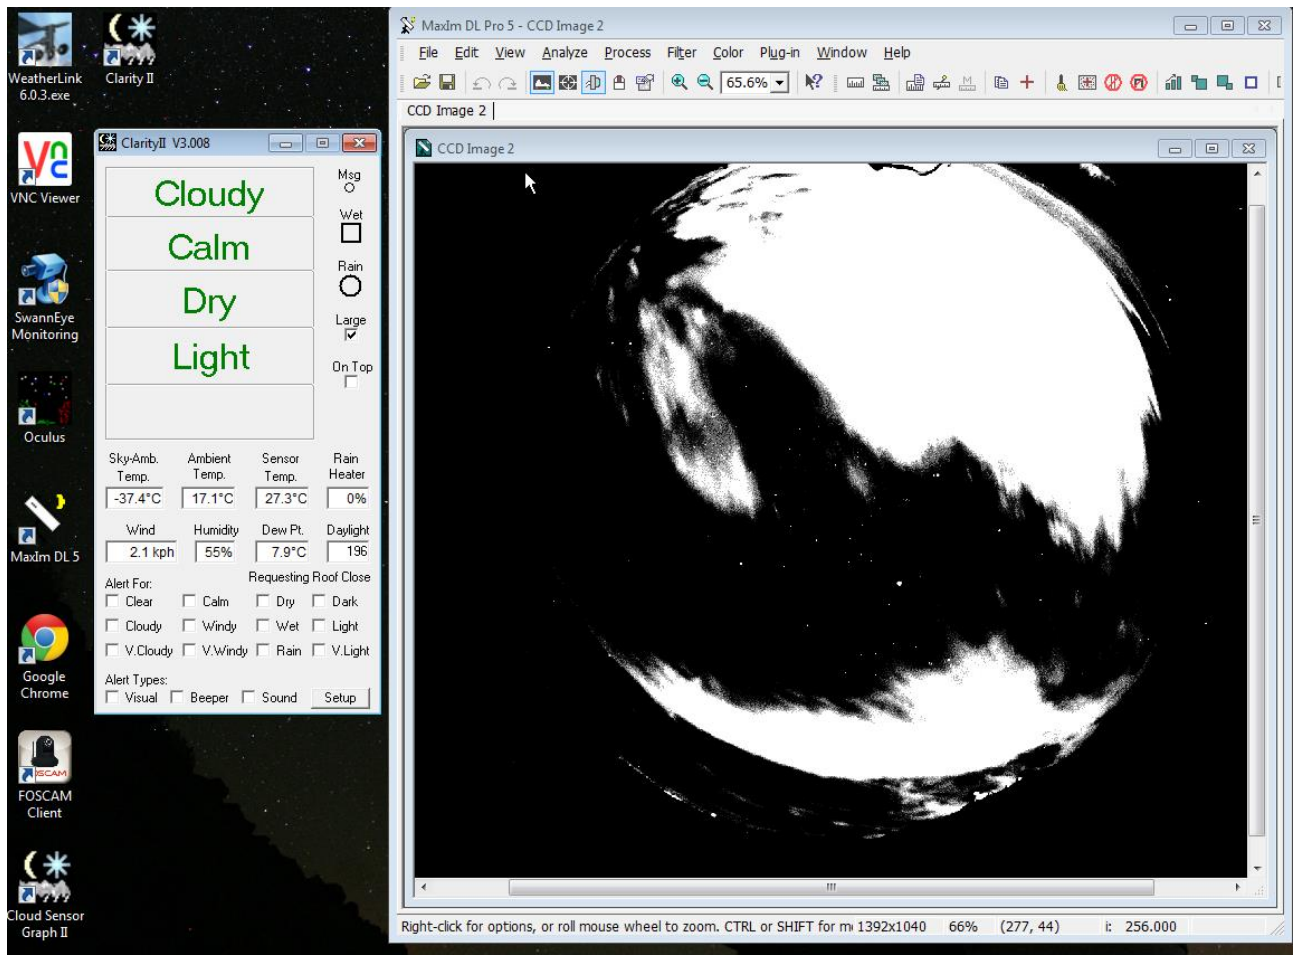 WeatherLink
6.0.3.exe
Clarity II
VNC Viewer
SwannEye
Monitoring
Oculus
MaxIm DL 5
Google
Chrome
FOSCAM
Client
Cloud Sensor
Graph II
ClarityII V3.008
Cloudy
Calm
Dry
Light
Msg
Wet
Rain
Large
On Top
Sky-Amb. Ambient Sensor Rain
Temp. Temp. Temp. Heater
-37.4°C 17.1°C 27.3°C 0%
Wind Humidity Dew Pt. Daylight
2.1 kph 55% 7.9°C 196
Alert For: Requesting Roof Close
Clear Calm Dry Dark
Cloudy Windy Wet Light
V.Cloudy V.Windy Rain V.Light
Alert Types:
Visual Beeper Sound Setup
MaxIm DL Pro 5 - CCD Image 2
File Edit View Analyze Process Filter Color Plug-in Window Help
65.6%
CCD Image 2
CCD Image 2
Right-click for options, or roll mouse wheel to zoom. CTRL or SHIFT for m 1392x1040 66% (277, 44) i: 256.000